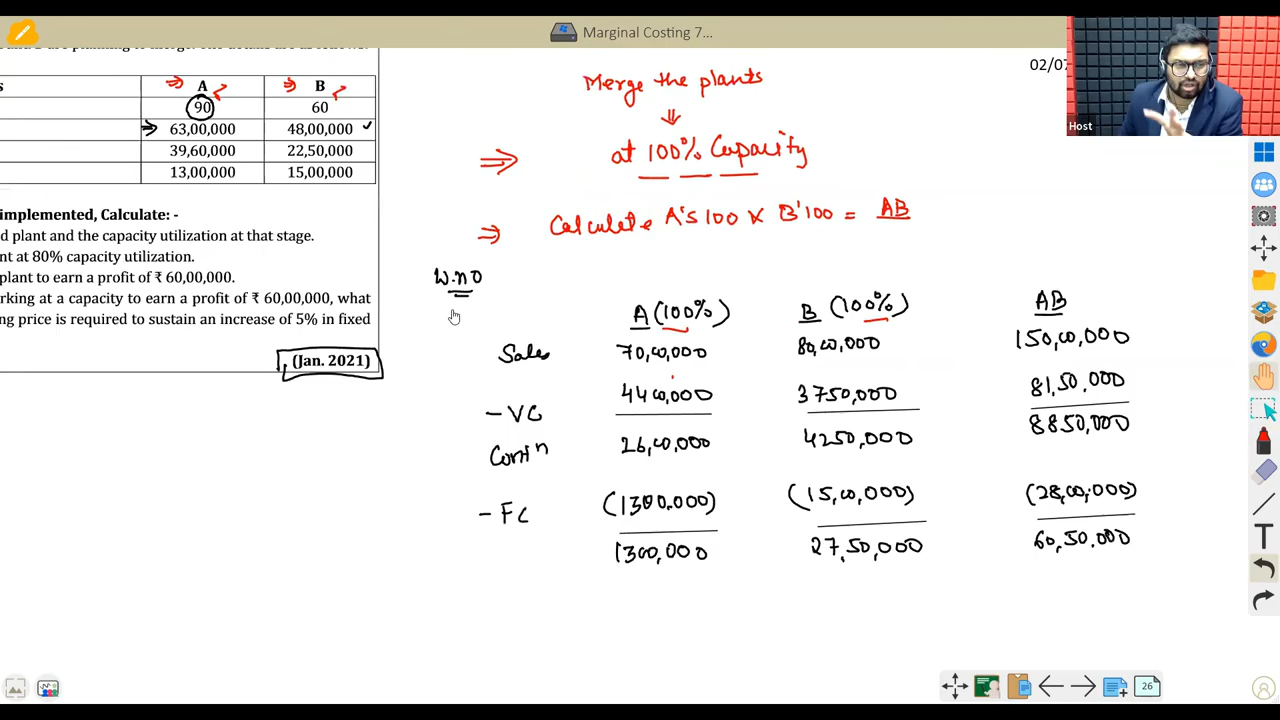 Marginal Costing 7...
02/0
Host
s A B
90 60
63,00,000 48,00,000
39,60,000 22,50,000
13,00,000 15,00,000
implemented, Calculate: -
d plant and the capacity utilization at that stage.
nt at 80% capacity utilization.
plant to earn a profit of ₹ 60,00,000.
rking at a capacity to earn a profit of ₹ 60,00,000, what
ng price is required to sustain an increase of 5% in fixed
(Jan. 2021)
Merge the plants
at 100% Capacity
Calculate A's 100 x B'100 = AB
W.no
A (100%) B (100%) AB
Sales 70,00,000 80,00,000 150,00,000
- VC 4400,000 3750,000 81,50,000
Contn 26,00,000 4250,000 8850,000
- FC (1300.000) (15,00,000) (28,00,000)
1300,000 27,50,000 60,50,000
26